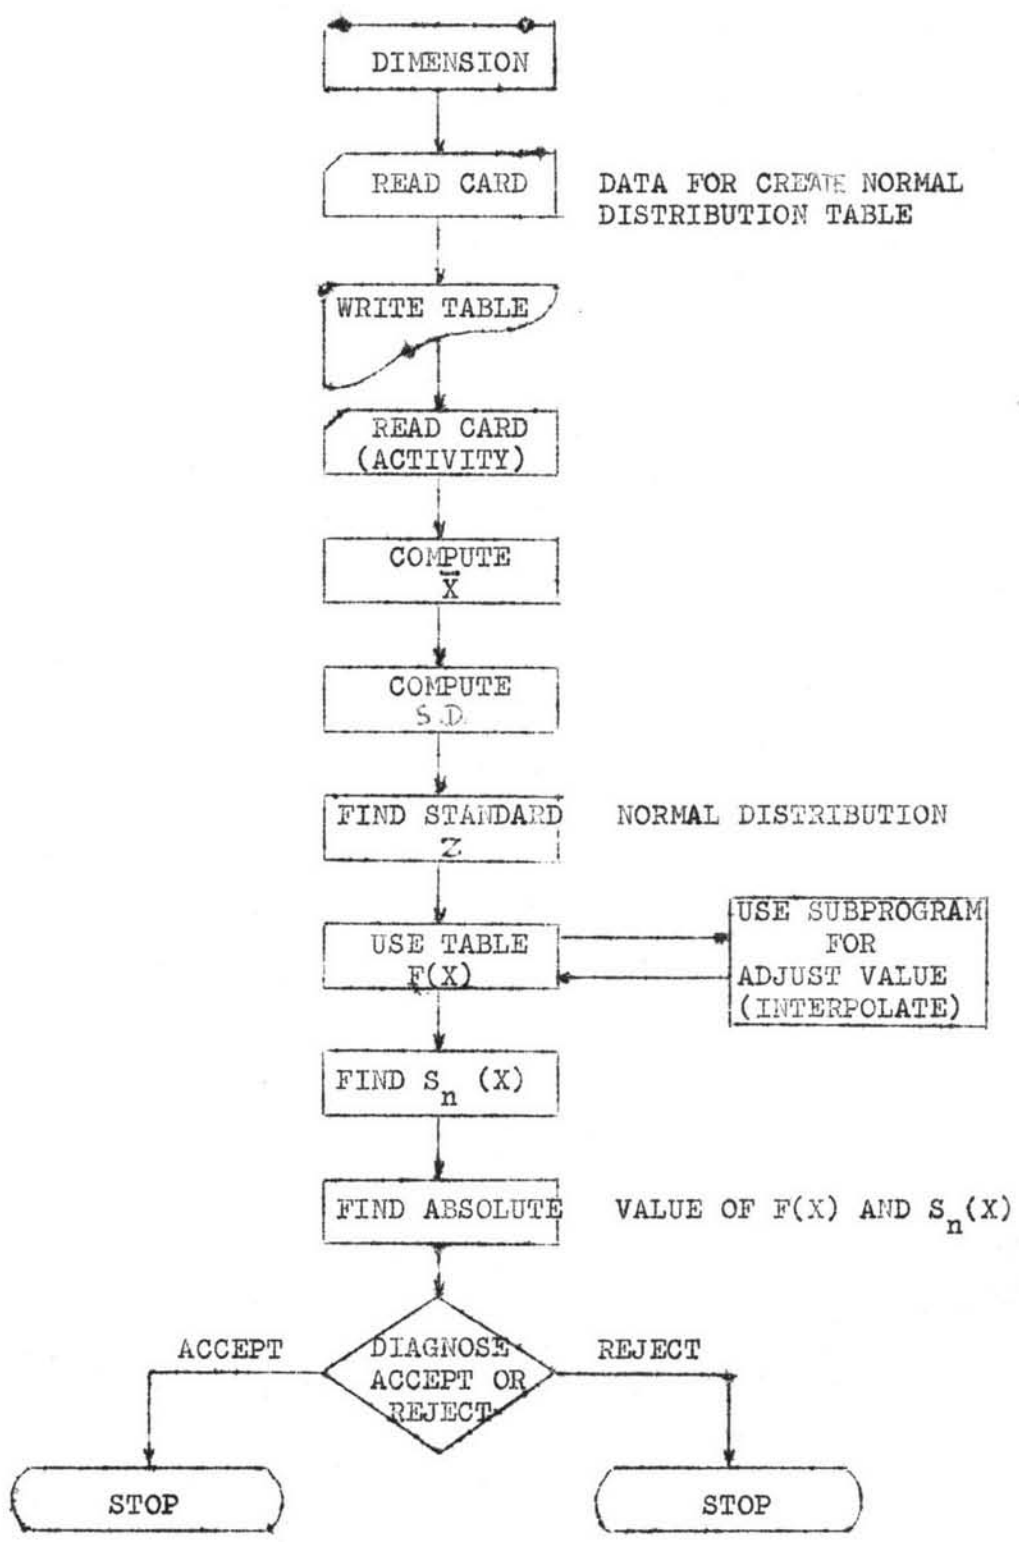 DIMENSION
READ CARD
DATA FOR CREATE NORMAL
DISTRIBUTION TABLE
WRITE TABLE
READ CARD
(ACTIVITY)
COMPUTE
X̄
COMPUTE
S.D.
FIND STANDARD
Z
NORMAL DISTRIBUTION
USE TABLE
F(X)
USE SUBPROGRAM
FOR
ADJUST VALUE
(INTERPOLATE)
FIND Sₙ (X)
FIND ABSOLUTE
VALUE OF F(X) AND Sₙ(X)
DIAGNOSE
ACCEPT OR
REJECT
ACCEPT
REJECT
STOP
STOP